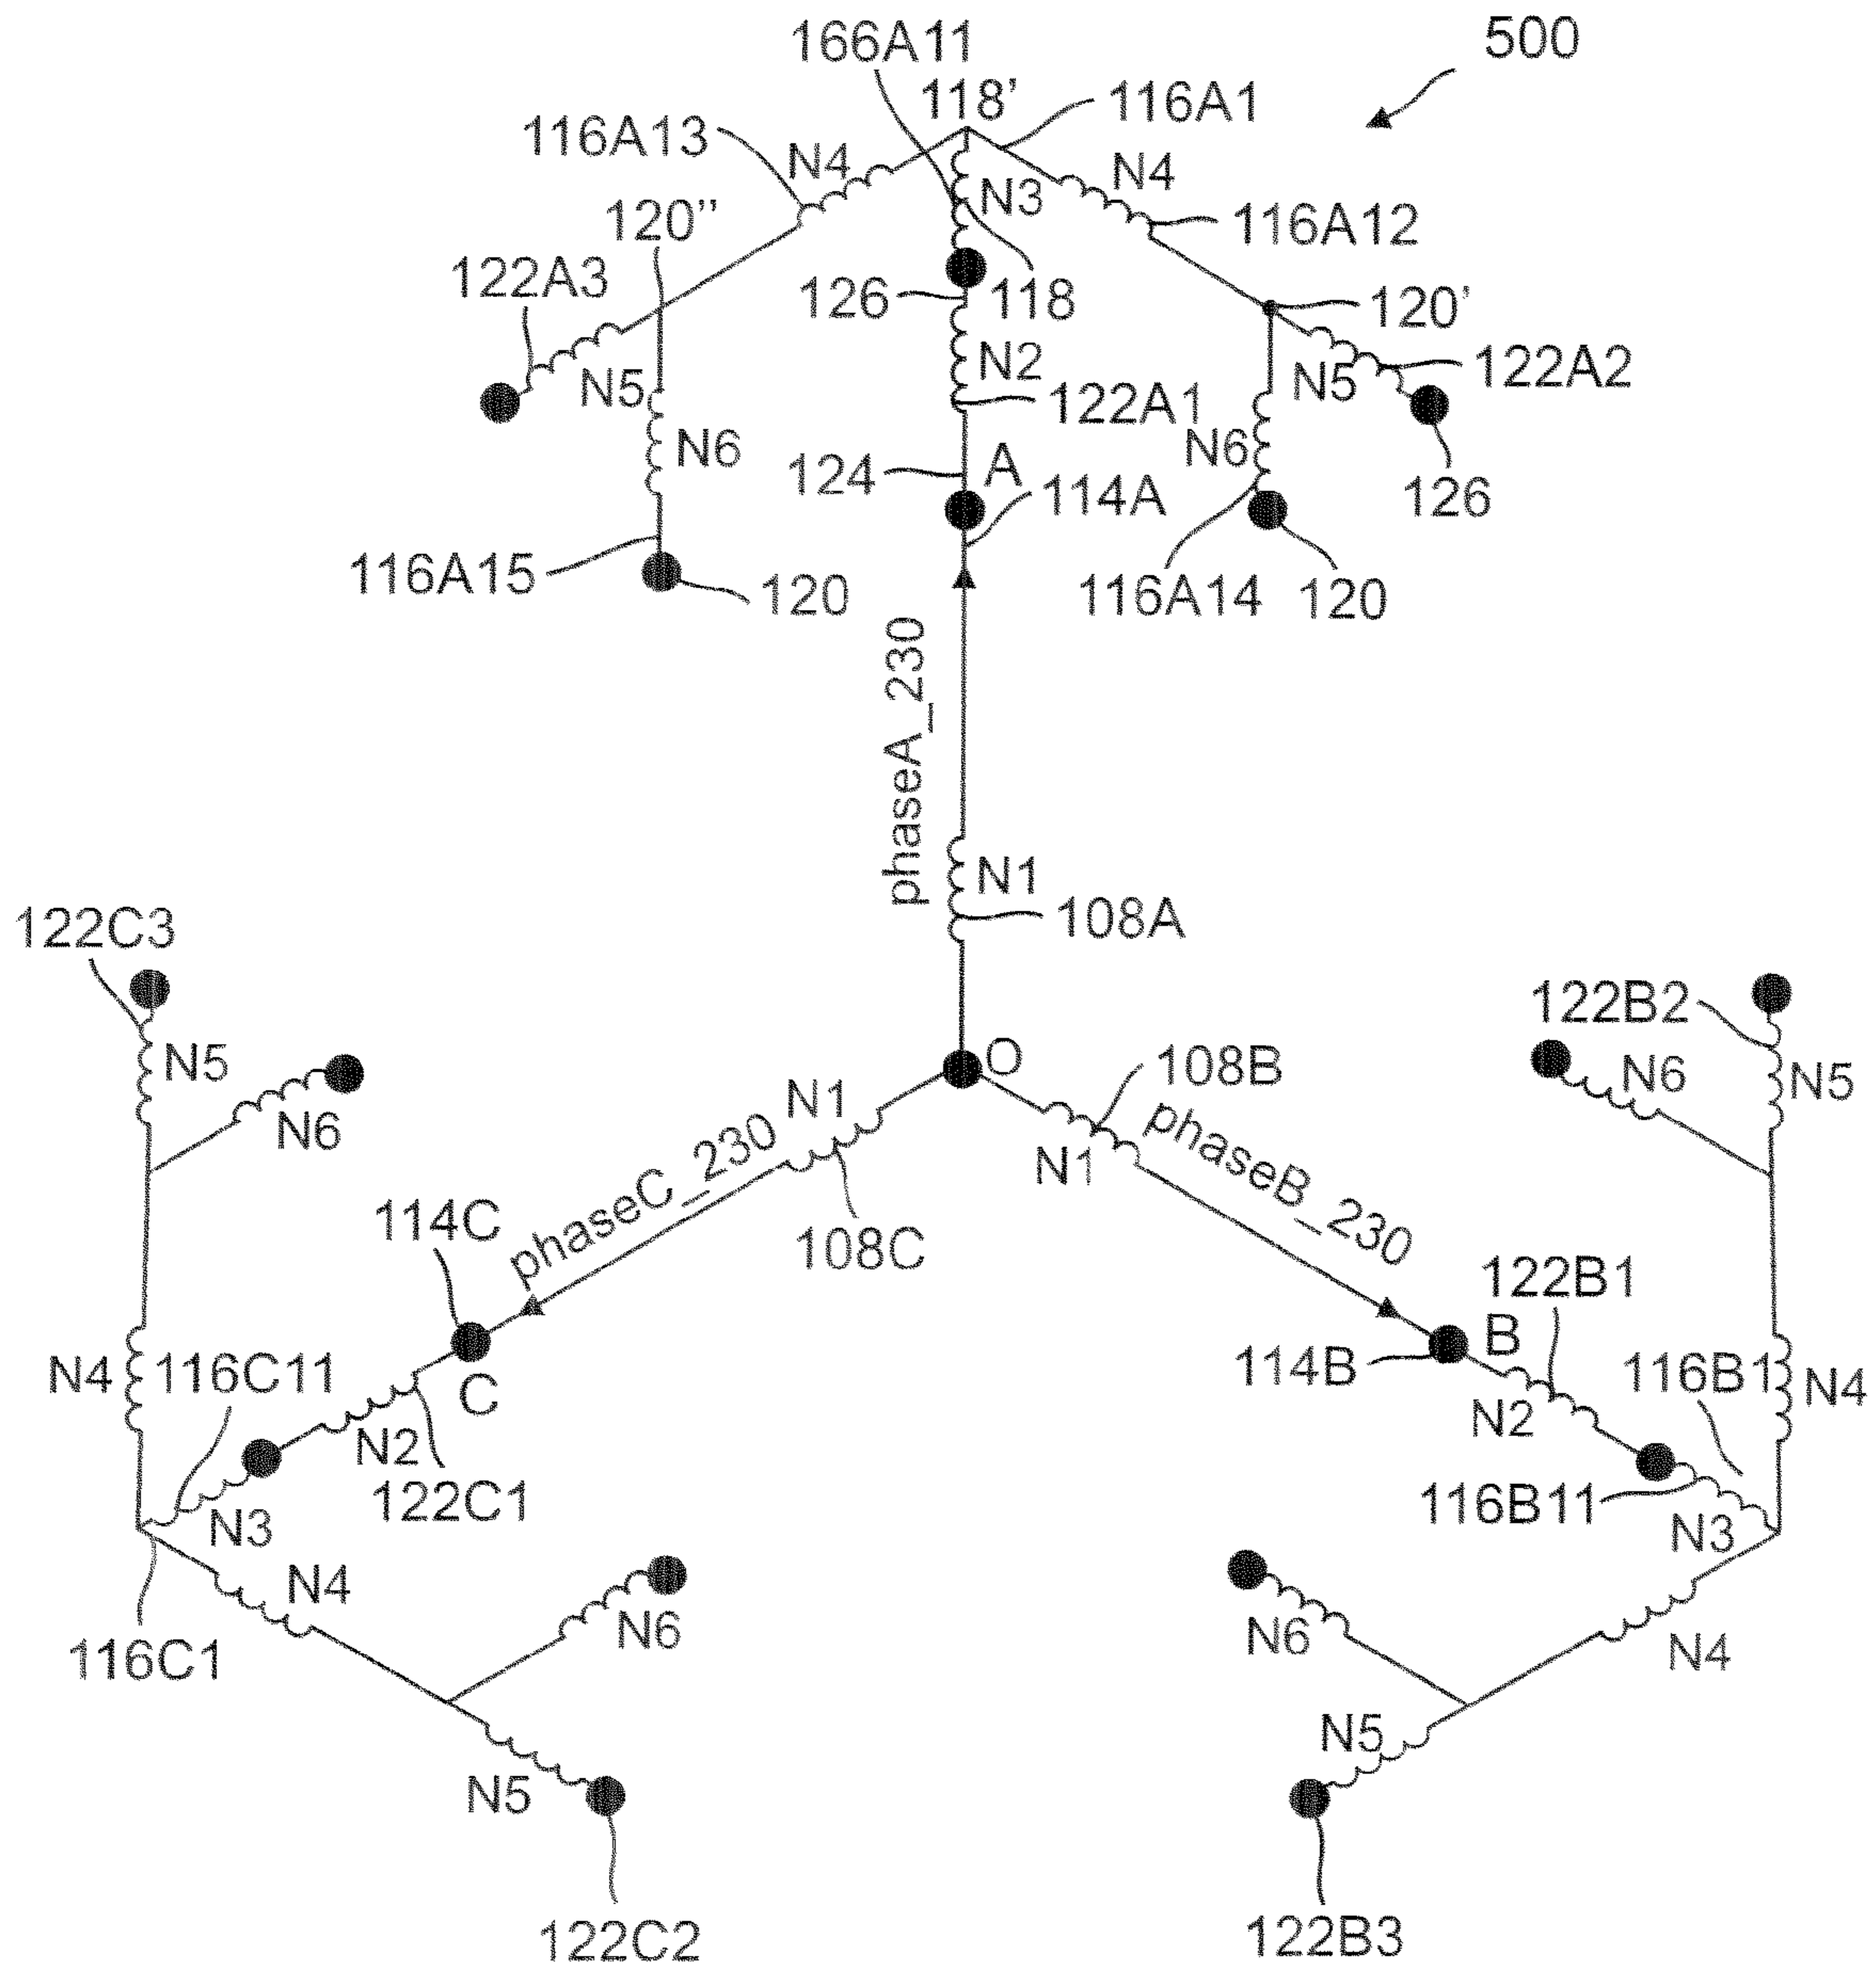 500
166A11
118'
116A1
116A13
N4
N4
N3
120"
116A12
122A3
126
118
120'
N5
N2
N5
122A2
122A1
N6
N6
124
A
114A
126
116A15
120
116A14
120
phaseA_230
N1
108A
122C3
122B2
N5
O
108B
N6
N5
N6
N1
phaseC_230
N1
phaseB_230
114C
108C
122B1
114B
B
116B1
N4
116C11
C
N2
N4
N2
122C1
116B11
N3
N3
N4
116C1
N6
N6
N4
N5
N5
122C2
122B3